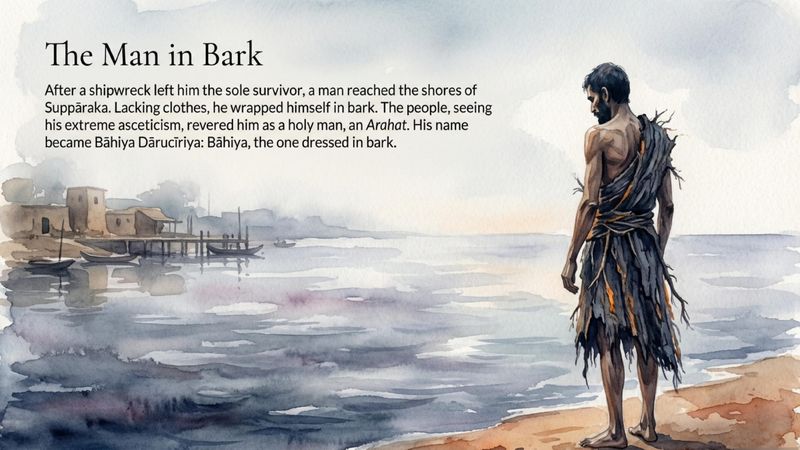 The Man in Bark
After a shipwreck left him the sole survivor, a man reached the shores of
Suppāraka. Lacking clothes, he wrapped himself in bark. The people, seeing
his extreme asceticism, revered him as a holy man, an Arahat. His name
became Bāhiya Dārucīriya: Bāhiya, the one dressed in bark.